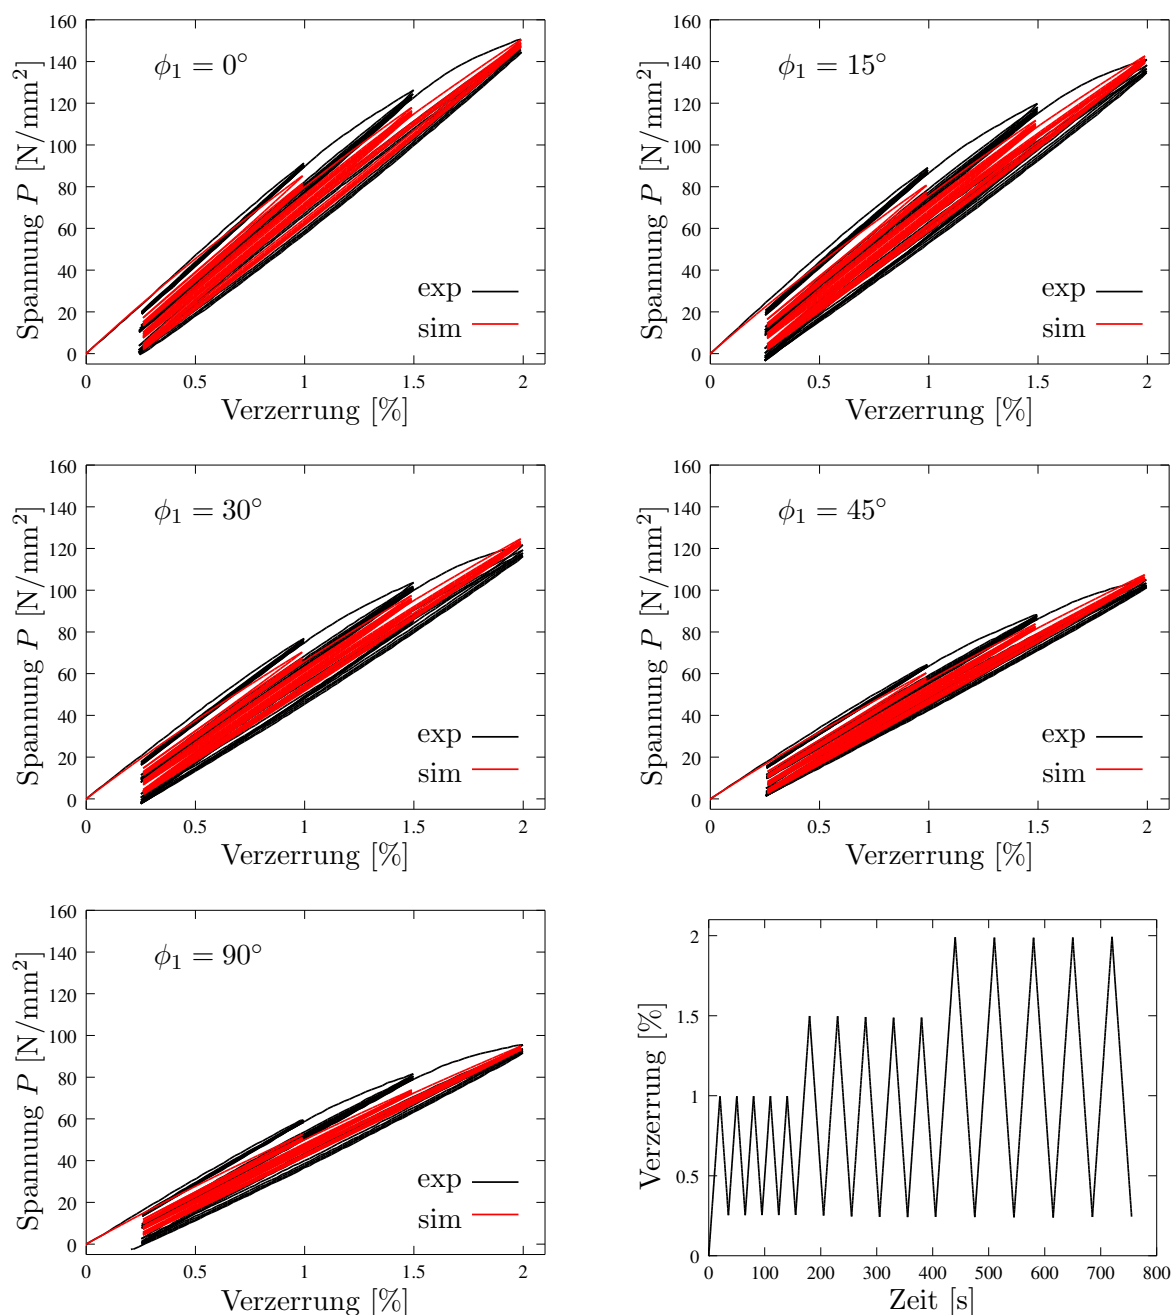 160
140
120
100
80
60
40
20
0
Spannung P [N/mm²]
ϕ₁ = 0°
exp
sim
0 0.5 1 1.5 2
Verzerrung [%]
160
140
120
100
80
60
40
20
0
Spannung P [N/mm²]
ϕ₁ = 15°
exp
sim
0 0.5 1 1.5 2
Verzerrung [%]
160
140
120
100
80
60
40
20
0
Spannung P [N/mm²]
ϕ₁ = 30°
exp
sim
0 0.5 1 1.5 2
Verzerrung [%]
160
140
120
100
80
60
40
20
0
Spannung P [N/mm²]
ϕ₁ = 45°
exp
sim
0 0.5 1 1.5 2
Verzerrung [%]
160
140
120
100
80
60
40
20
0
Spannung P [N/mm²]
ϕ₁ = 90°
exp
sim
0 0.5 1 1.5 2
Verzerrung [%]
2
1.5
1
0.5
0
Verzerrung [%]
0 100 200 300 400 500 600 700 800
Zeit [s]